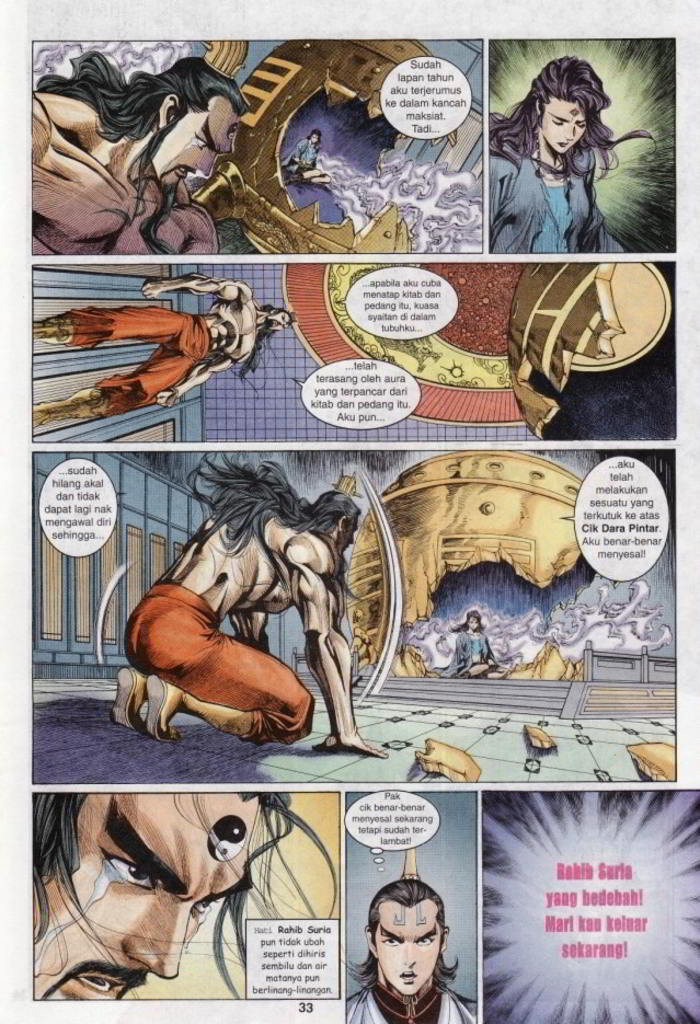 Sudah
lapan tahun
aku terjerumus
ke dalam kancah
maksiat.
Tadi...
...apabila aku cuba
menatap kitab dan
pedang itu, kuasa
syaitan di dalam
tubuhku...
...telah
terasang oleh aura
yang terpancar dari
kitab dan pedang itu.
Aku pun...
...sudah
hilang akal
dan tidak
dapat lagi nak
mengawal diri
sehingga...
...aku
telah
melakukan
sesuatu yang
terkutuk ke atas
Cik Dara Pintar.
Aku benar-benar
menyesal!
Hati Rahib Suria
pun tidak ubah
seperti dihiris
sembilu dan air
matanya pun
berlinang-linangan.
Pak
cik benar-benar
menyesal sekarang
tetapi sudah ter-
lambat!
Rahib Suria
yang bedebah!
Mari kau keluar
sekarang!
33